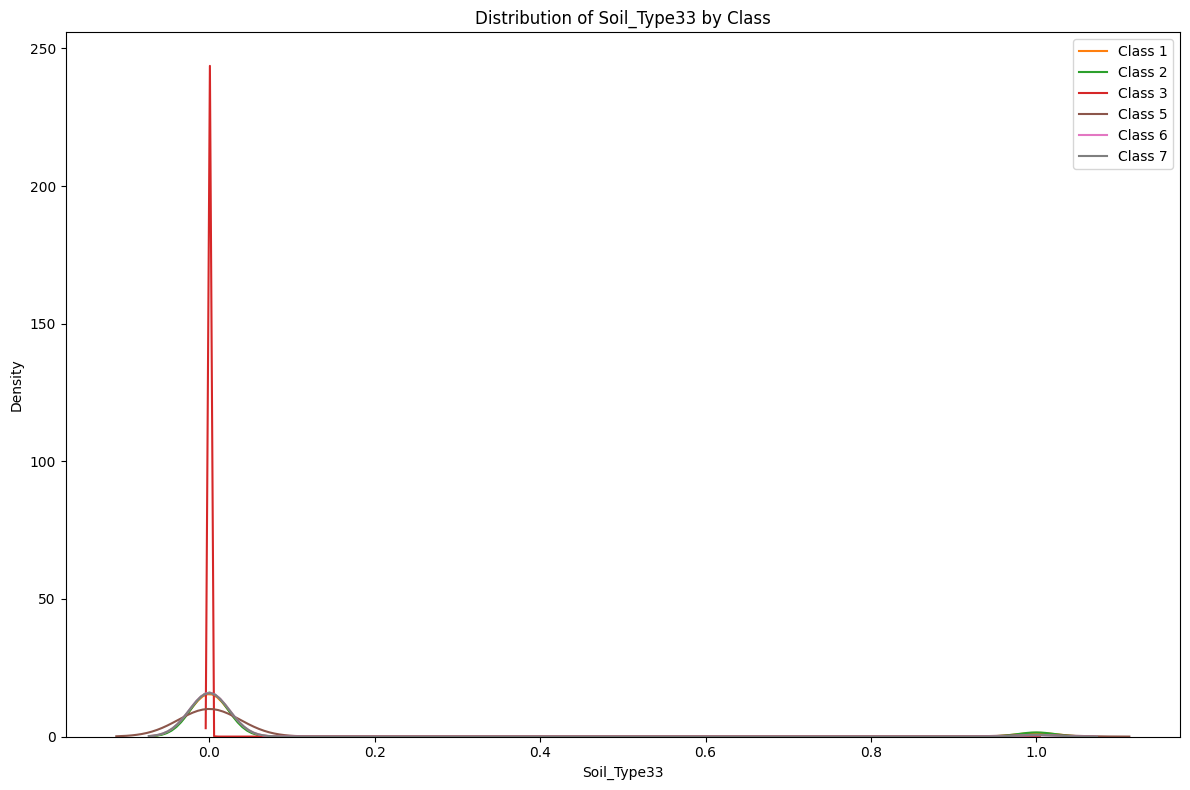 Distribution of Soil_Type33 by Class
Class 1
Class 2
Class 3
Class 5
Class 6
Class 7
250
200
150
100
50
0
Density
0.0 0.2 0.4 0.6 0.8 1.0
Soil_Type33